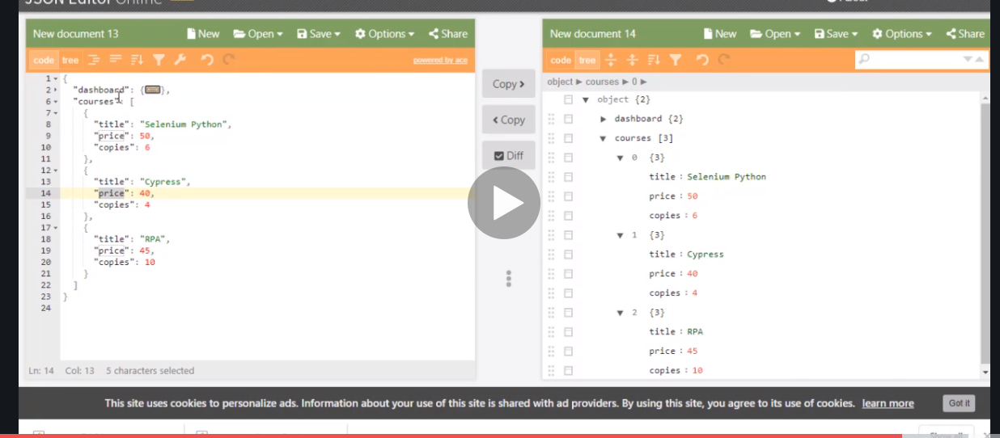 JSON Editor Online
New document 13
New Open Save Options Share
New document 14
New Open Save Options Share
code tree
powered by ace
code tree
1 {
2 "dashboard": {},
6 "courses": [
7 {
8 "title": "Selenium Python",
9 "price": 50,
10 "copies": 6
11 },
12 {
13 "title": "Cypress",
14 "price": 40,
15 "copies": 4
16 },
17 {
18 "title": "RPA",
19 "price": 45,
20 "copies": 10
21 }
22 ]
23 }
24
Ln: 14 Col: 13 5 characters selected
Copy >
< Copy
Diff
object ▶ courses ▶ 0 ▶
▼ object {2}
▶ dashboard {2}
▼ courses [3]
▼ 0 {3}
title : Selenium Python
price : 50
copies : 6
▼ 1 {3}
title : Cypress
price : 40
copies : 4
▼ 2 {3}
title : RPA
price : 45
copies : 10
This site uses cookies to personalize ads. Information about your use of this site is shared with ad providers. By using this site, you agree to its use of cookies. learn more
Got it